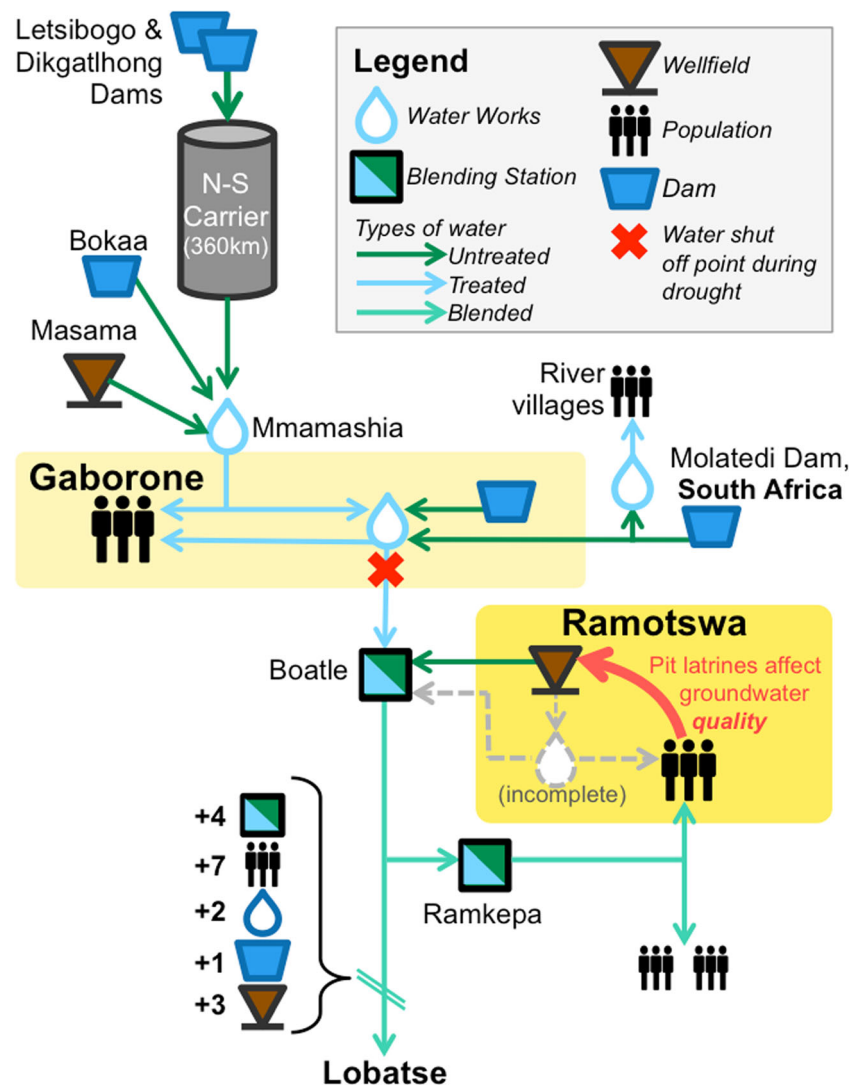 Letsibogo &
Dikgatlhong
Dams
N-S
Carrier
(360km)
Bokaa
Masama
Mmamashia
Legend
Water Works
Blending Station
Types of water
Untreated
Treated
Blended
Wellfield
Population
Dam
Water shut
off point during
drought
River
villages
Molatedi Dam,
South Africa
Gaborone
Ramotswa
Boatle
Pit latrines affect
groundwater
quality
(incomplete)
+4
+7
+2
+1
+3
Ramkepa
Lobatse